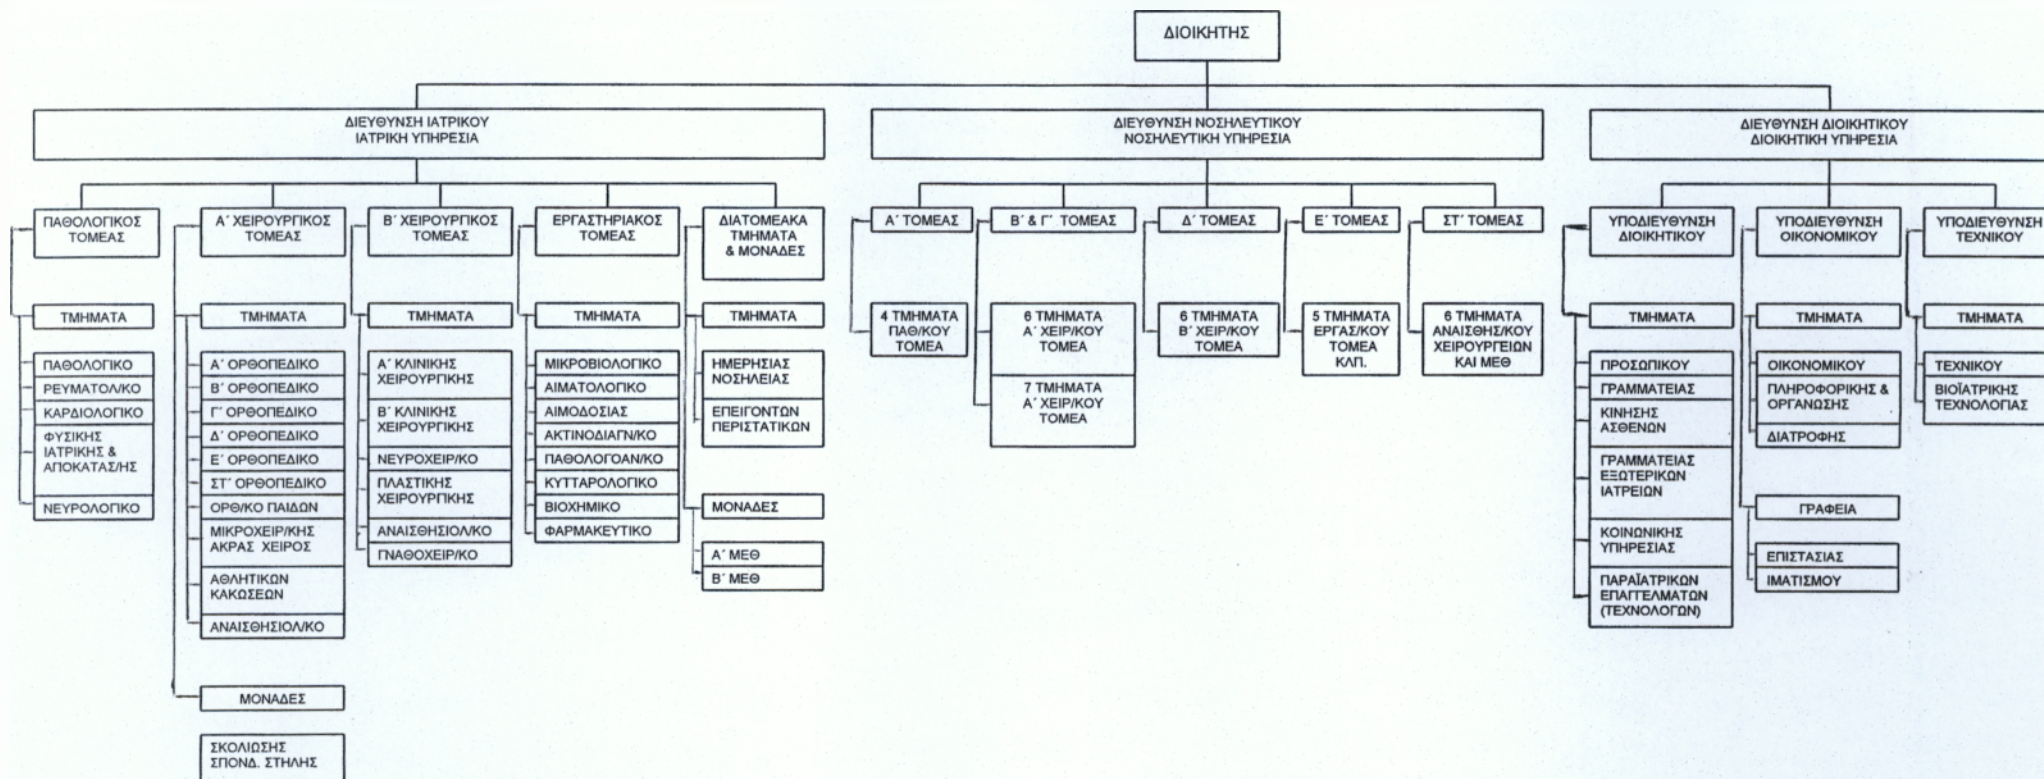 ΔΙΟΙΚΗΤΗΣ
ΔΙΕΥΘΥΝΣΗ ΙΑΤΡΙΚΟΥ
ΙΑΤΡΙΚΗ ΥΠΗΡΕΣΙΑ
ΔΙΕΥΘΥΝΣΗ ΝΟΣΗΛΕΥΤΙΚΟΥ
ΝΟΣΗΛΕΥΤΙΚΗ ΥΠΗΡΕΣΙΑ
ΔΙΕΥΘΥΝΣΗ ΔΙΟΙΚΗΤΙΚΟΥ
ΔΙΟΙΚΗΤΙΚΗ ΥΠΗΡΕΣΙΑ
ΠΑΘΟΛΟΓΙΚΟΣ
ΤΟΜΕΑΣ
ΤΜΗΜΑΤΑ
ΠΑΘΟΛΟΓΙΚΟ
ΡΕΥΜΑΤΟΛ/ΚΟ
ΚΑΡΔΙΟΛΟΓΙΚΟ
ΦΥΣΙΚΗΣ
ΙΑΤΡΙΚΗΣ &
ΑΠΟΚΑΤΑΣ/ΗΣ
ΝΕΥΡΟΛΟΓΙΚΟ
Α΄ ΧΕΙΡΟΥΡΓΙΚΟΣ
ΤΟΜΕΑΣ
ΤΜΗΜΑΤΑ
Α΄ ΟΡΘΟΠΕΔΙΚΟ
Β΄ ΟΡΘΟΠΕΔΙΚΟ
Γ΄ ΟΡΘΟΠΕΔΙΚΟ
Δ΄ ΟΡΘΟΠΕΔΙΚΟ
Ε΄ ΟΡΘΟΠΕΔΙΚΟ
ΣΤ΄ ΟΡΘΟΠΕΔΙΚΟ
ΟΡΘ/ΚΟ ΠΑΙΔΩΝ
ΜΙΚΡΟΧΕΙΡ/ΚΗΣ
ΑΚΡΑΣ ΧΕΙΡΟΣ
ΑΘΛΗΤΙΚΩΝ
ΚΑΚΩΣΕΩΝ
ΑΝΑΙΣΘΗΣΙΟΛ/ΚΟ
ΜΟΝΑΔΕΣ
ΣΚΟΛΙΩΣΗΣ
ΣΠΟΝΔ. ΣΤΗΛΗΣ
Β΄ ΧΕΙΡΟΥΡΓΙΚΟΣ
ΤΟΜΕΑΣ
ΤΜΗΜΑΤΑ
Α΄ ΚΛΙΝΙΚΗΣ
ΧΕΙΡΟΥΡΓΙΚΗΣ
Β΄ ΚΛΙΝΙΚΗΣ
ΧΕΙΡΟΥΡΓΙΚΗΣ
ΝΕΥΡΟΧΕΙΡ/ΚΟ
ΠΛΑΣΤΙΚΗΣ
ΧΕΙΡΟΥΡΓΙΚΗΣ
ΑΝΑΙΣΘΗΣΙΟΛ/ΚΟ
ΓΝΑΘΟΧΕΙΡ/ΚΟ
ΕΡΓΑΣΤΗΡΙΑΚΟΣ
ΤΟΜΕΑΣ
ΤΜΗΜΑΤΑ
ΜΙΚΡΟΒΙΟΛΟΓΙΚΟ
ΑΙΜΑΤΟΛΟΓΙΚΟ
ΑΙΜΟΔΟΣΙΑΣ
ΑΚΤΙΝΟΔΙΑΓΝ/ΚΟ
ΠΑΘΟΛΟΓΟΑΝ/ΚΟ
ΚΥΤΤΑΡΟΛΟΓΙΚΟ
ΒΙΟΧΗΜΙΚΟ
ΦΑΡΜΑΚΕΥΤΙΚΟ
ΔΙΑΤΟΜΕΑΚΑ
ΤΜΗΜΑΤΑ
& ΜΟΝΑΔΕΣ
ΤΜΗΜΑΤΑ
ΗΜΕΡΗΣΙΑΣ
ΝΟΣΗΛΕΙΑΣ
ΕΠΕΙΓΟΝΤΩΝ
ΠΕΡΙΣΤΑΤΙΚΩΝ
ΜΟΝΑΔΕΣ
Α΄ ΜΕΘ
Β΄ ΜΕΘ
Α΄ ΤΟΜΕΑΣ
4 ΤΜΗΜΑΤΑ
ΠΑΘ/ΚΟΥ
ΤΟΜΕΑ
Β΄ & Γ΄ ΤΟΜΕΑΣ
6 ΤΜΗΜΑΤΑ
Α΄ ΧΕΙΡ/ΚΟΥ
ΤΟΜΕΑ
7 ΤΜΗΜΑΤΑ
Α΄ ΧΕΙΡ/ΚΟΥ
ΤΟΜΕΑ
Δ΄ ΤΟΜΕΑΣ
6 ΤΜΗΜΑΤΑ
Β΄ ΧΕΙΡ/ΚΟΥ
ΤΟΜΕΑ
Ε΄ ΤΟΜΕΑΣ
5 ΤΜΗΜΑΤΑ
ΕΡΓΑΣ/ΚΟΥ
ΤΟΜΕΑ
ΚΛΠ.
ΣΤ΄ ΤΟΜΕΑΣ
6 ΤΜΗΜΑΤΑ
ΑΝΑΙΣΘΗΣ/ΚΟΥ
ΧΕΙΡΟΥΡΓΕΙΩΝ
ΚΑΙ ΜΕΘ
ΥΠΟΔΙΕΥΘΥΝΣΗ
ΔΙΟΙΚΗΤΙΚΟΥ
ΤΜΗΜΑΤΑ
ΠΡΟΣΩΠΙΚΟΥ
ΓΡΑΜΜΑΤΕΙΑΣ
ΚΙΝΗΣΗΣ
ΑΣΘΕΝΩΝ
ΓΡΑΜΜΑΤΕΙΑΣ
ΕΞΩΤΕΡΙΚΩΝ
ΙΑΤΡΕΙΩΝ
ΚΟΙΝΩΝΙΚΗΣ
ΥΠΗΡΕΣΙΑΣ
ΠΑΡΑΪΑΤΡΙΚΩΝ
ΕΠΑΓΓΕΛΜΑΤΩΝ
(ΤΕΧΝΟΛΟΓΩΝ)
ΥΠΟΔΙΕΥΘΥΝΣΗ
ΟΙΚΟΝΟΜΙΚΟΥ
ΤΜΗΜΑΤΑ
ΟΙΚΟΝΟΜΙΚΟΥ
ΠΛΗΡΟΦΟΡΙΚΗΣ &
ΟΡΓΑΝΩΣΗΣ
ΔΙΑΤΡΟΦΗΣ
ΓΡΑΦΕΙΑ
ΕΠΙΣΤΑΣΙΑΣ
ΙΜΑΤΙΣΜΟΥ
ΥΠΟΔΙΕΥΘΥΝΣΗ
ΤΕΧΝΙΚΟΥ
ΤΜΗΜΑΤΑ
ΤΕΧΝΙΚΟΥ
ΒΙΟΪΑΤΡΙΚΗΣ
ΤΕΧΝΟΛΟΓΙΑΣ